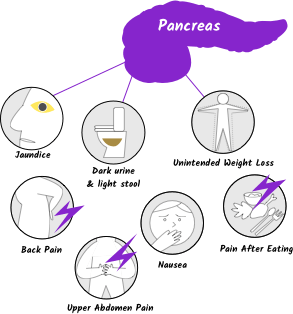 Pancreas
Jaundice
Dark urine
& light stool
Unintended Weight Loss
Back Pain
Nausea
Pain After Eating
Upper Abdomen Pain